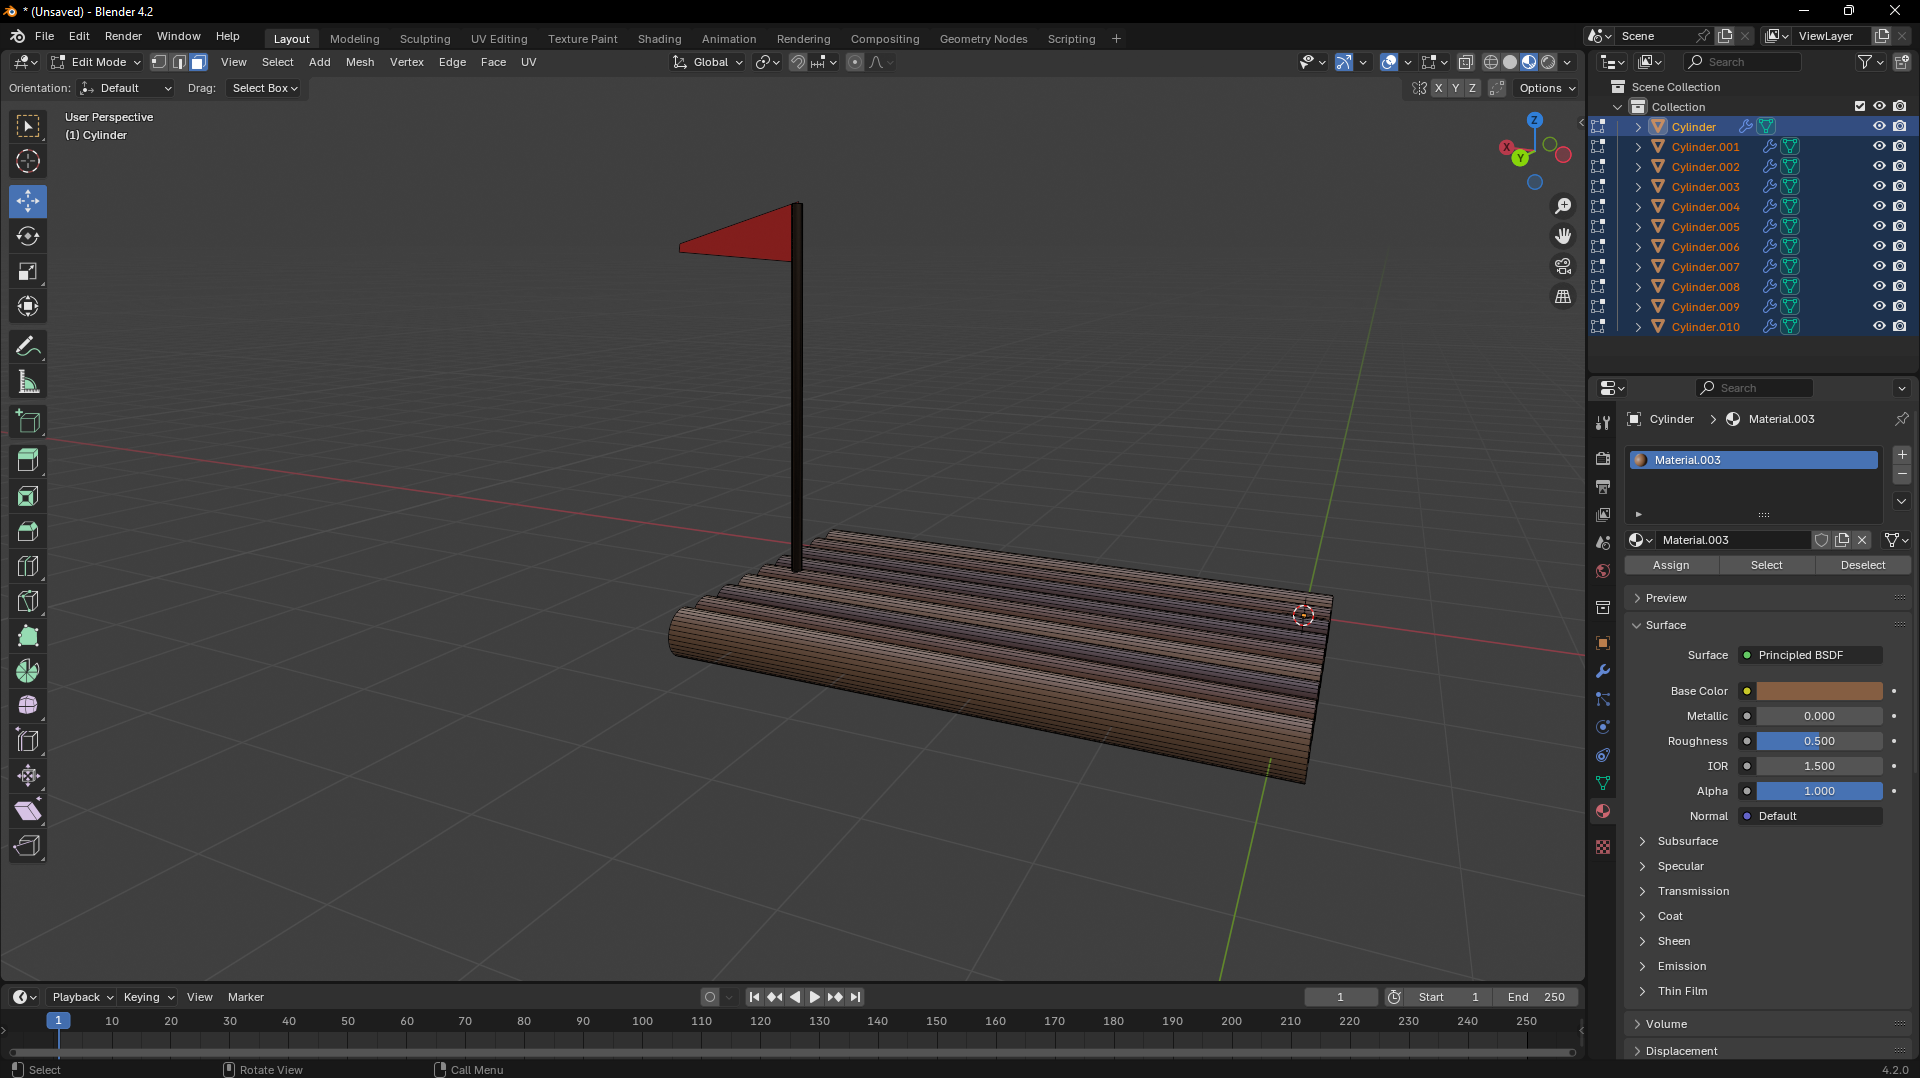 * (Unsaved) - Blender 4.2
File Edit Render Window Help Layout Modeling Sculpting UV Editing Texture Paint Shading Animation Rendering Compositing Geometry Nodes Scripting + Scene ViewLayer
Edit Mode View Select Add Mesh Vertex Edge Face UV Global Search
Orientation: Default Drag: Select Box X Y Z Options
User Perspective
(1) Cylinder
Z
X
Y
Scene Collection
Collection
Cylinder
Cylinder.001
Cylinder.002
Cylinder.003
Cylinder.004
Cylinder.005
Cylinder.006
Cylinder.007
Cylinder.008
Cylinder.009
Cylinder.010
Search
Cylinder > Material.003
Material.003
Material.003
Assign Select Deselect
Preview
Surface
Surface Principled BSDF
Base Color
Metallic 0.000
Roughness 0.500
IOR 1.500
Alpha 1.000
Normal Default
Subsurface
Specular
Transmission
Coat
Sheen
Emission
Thin Film
Volume
Displacement
Playback Keying View Marker 1 Start 1 End 250
1 10 20 30 40 50 60 70 80 90 100 110 120 130 140 150 160 170 180 190 200 210 220 230 240 250
Select Rotate View Call Menu 4.2.0